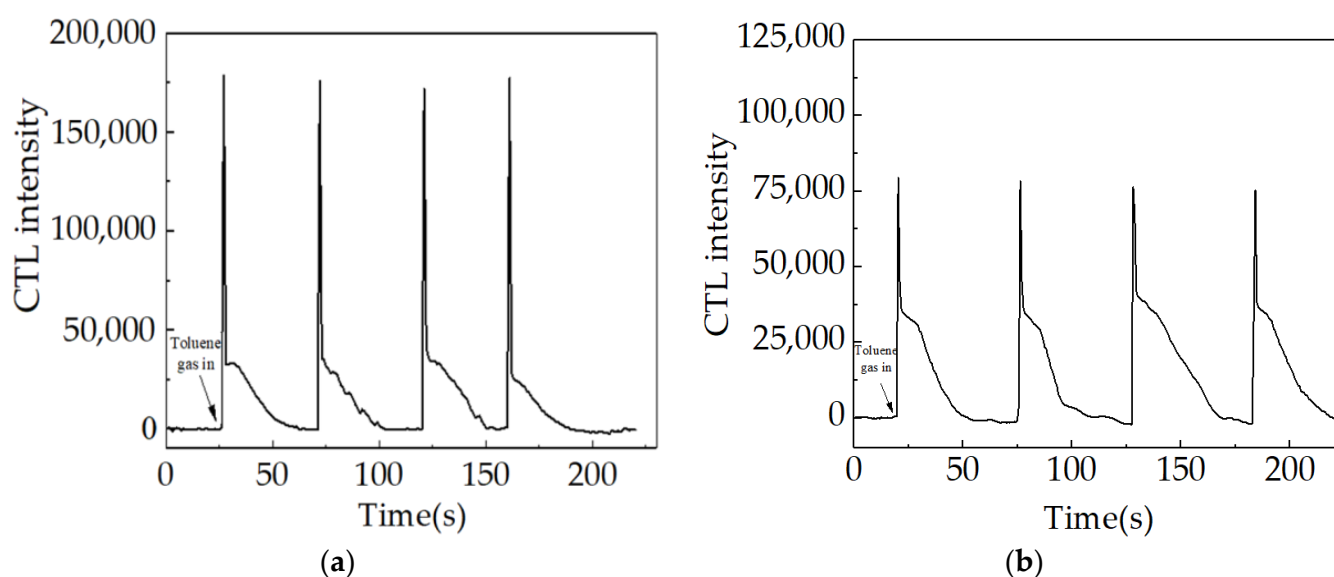 200,000
150,000
100,000
50,000
0
CTL intensity
Toluene
gas in
0 50 100 150 200
Time(s)
(a)
125,000
100,000
75,000
50,000
25,000
0
CTL intensity
Toluene
gas in
0 50 100 150 200
Time(s)
(b)